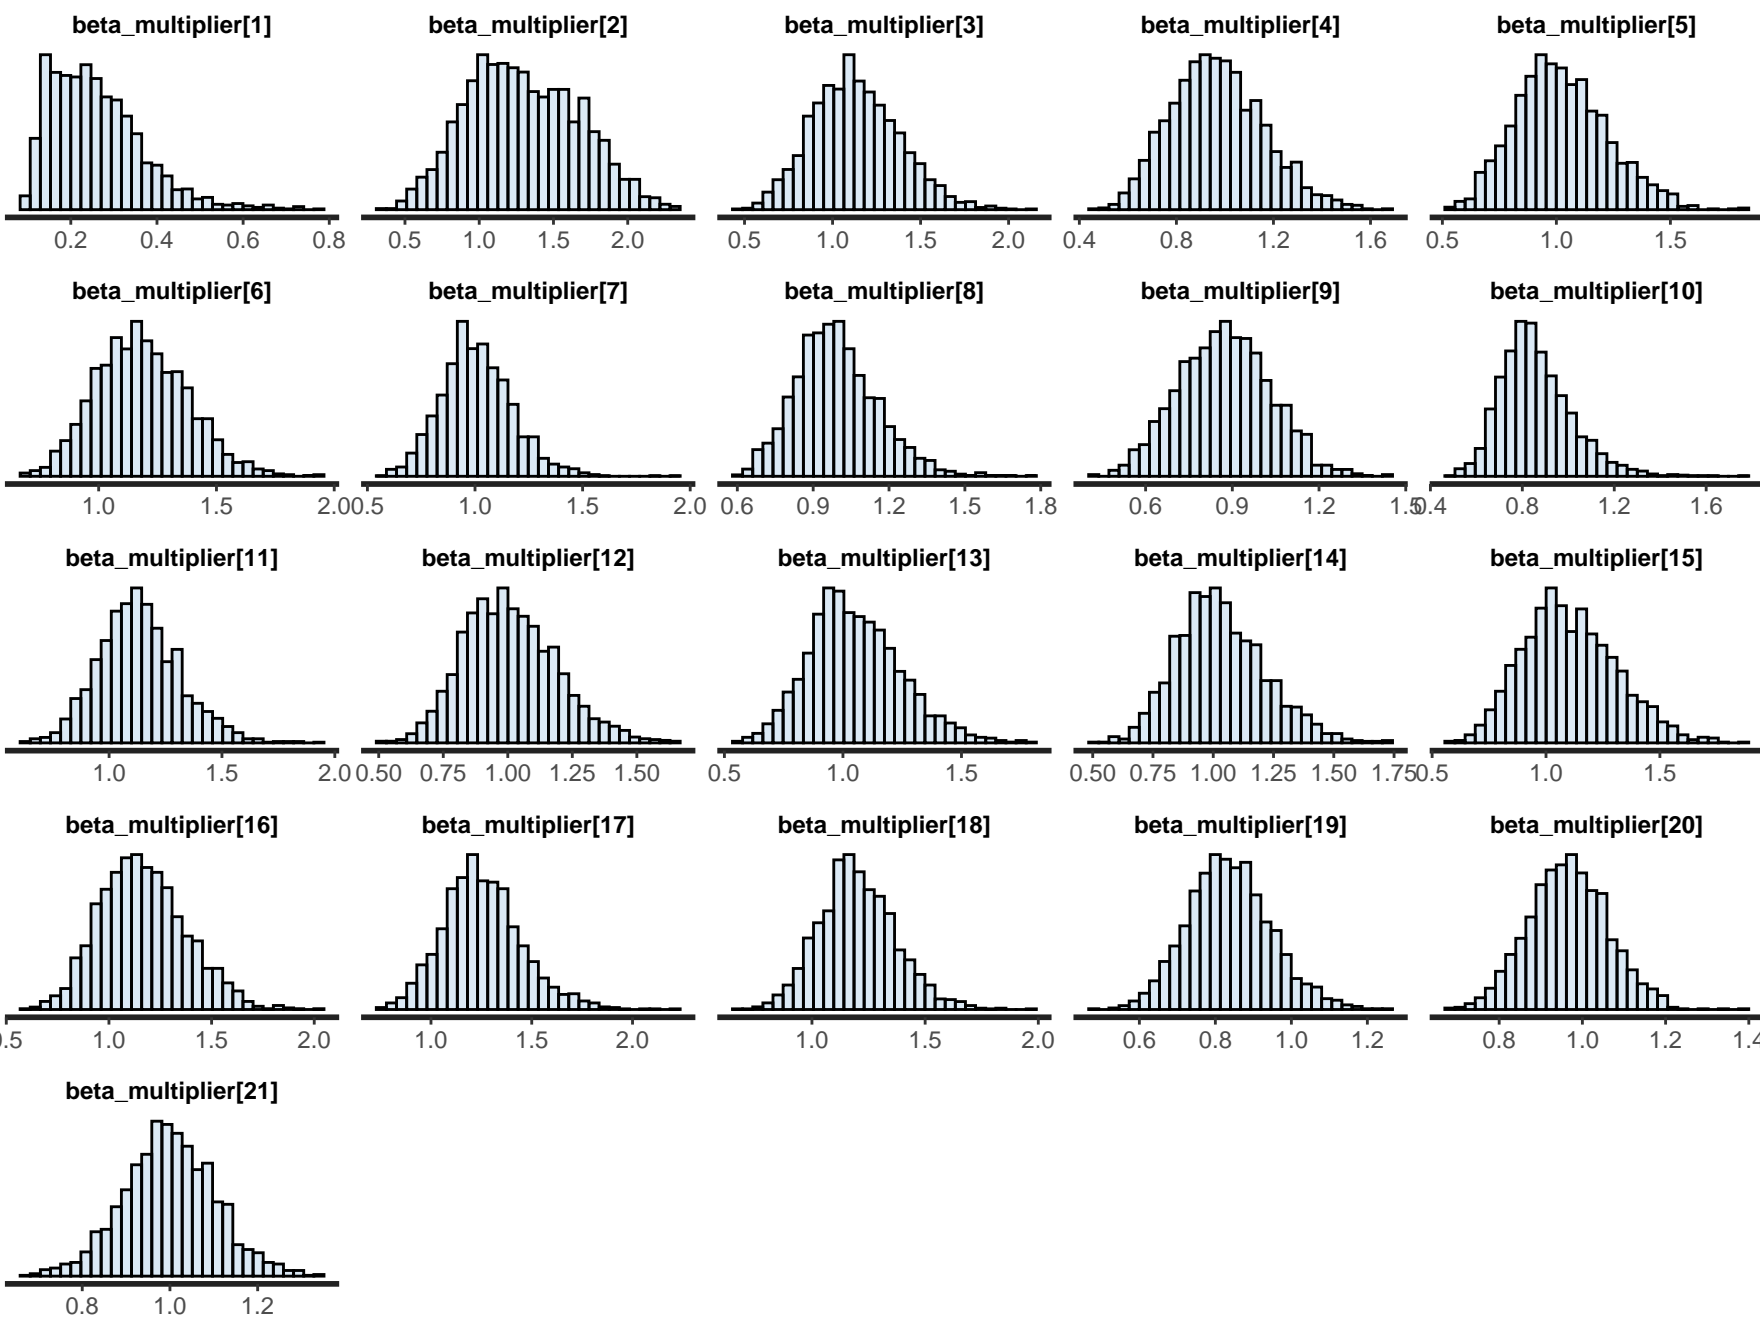 beta_multiplier[1] beta_multiplier[2] beta_multiplier[3] beta_multiplier[4] beta_multiplier[5]
0.2 0.4 0.6 0.8 0.5 1.0 1.5 2.0 0.5 1.0 1.5 2.0 0.4 0.8 1.2 1.6 0.5 1.0 1.5
beta_multiplier[6] beta_multiplier[7] beta_multiplier[8] beta_multiplier[9] beta_multiplier[10]
1.0 1.5 2.0 0.5 1.0 1.5 2.0 0.6 0.9 1.2 1.5 1.8 0.6 0.9 1.2 1.5 0.4 0.8 1.2 1.6
beta_multiplier[11] beta_multiplier[12] beta_multiplier[13] beta_multiplier[14] beta_multiplier[15]
1.0 1.5 2.0 0.50 0.75 1.00 1.25 1.50 0.5 1.0 1.5 0.50 0.75 1.00 1.25 1.50 1.75 0.5 1.0 1.5
beta_multiplier[16] beta_multiplier[17] beta_multiplier[18] beta_multiplier[19] beta_multiplier[20]
.5 1.0 1.5 2.0 1.0 1.5 2.0 1.0 1.5 2.0 0.6 0.8 1.0 1.2 0.8 1.0 1.2 1.4
beta_multiplier[21]
0.8 1.0 1.2